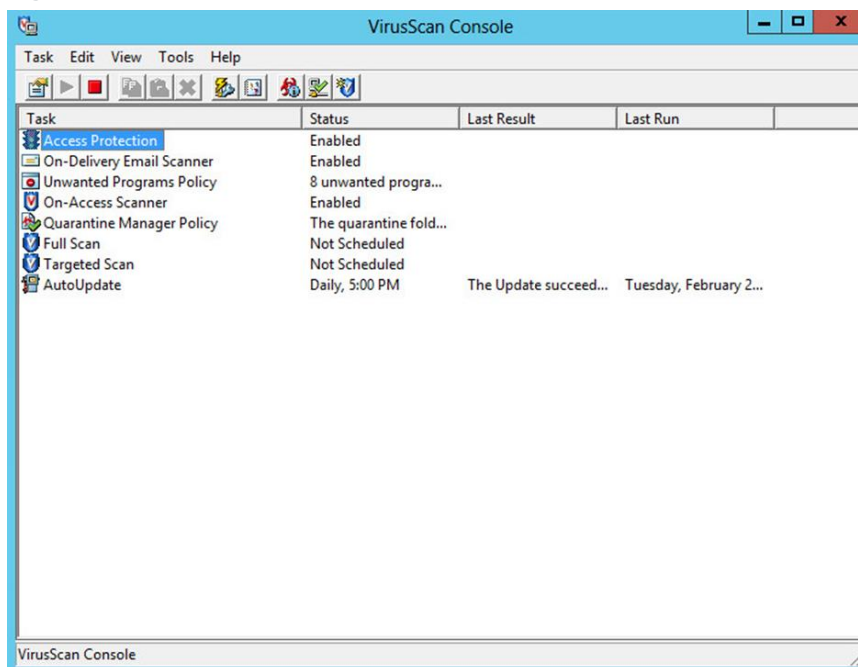 VirusScan Console
Task Edit View Tools Help
Task Status Last Result Last Run
Access Protection Enabled
On-Delivery Email Scanner Enabled
Unwanted Programs Policy 8 unwanted progra...
On-Access Scanner Enabled
Quarantine Manager Policy The quarantine fold...
Full Scan Not Scheduled
Targeted Scan Not Scheduled
AutoUpdate Daily, 5:00 PM The Update succeed... Tuesday, February 2...
VirusScan Console